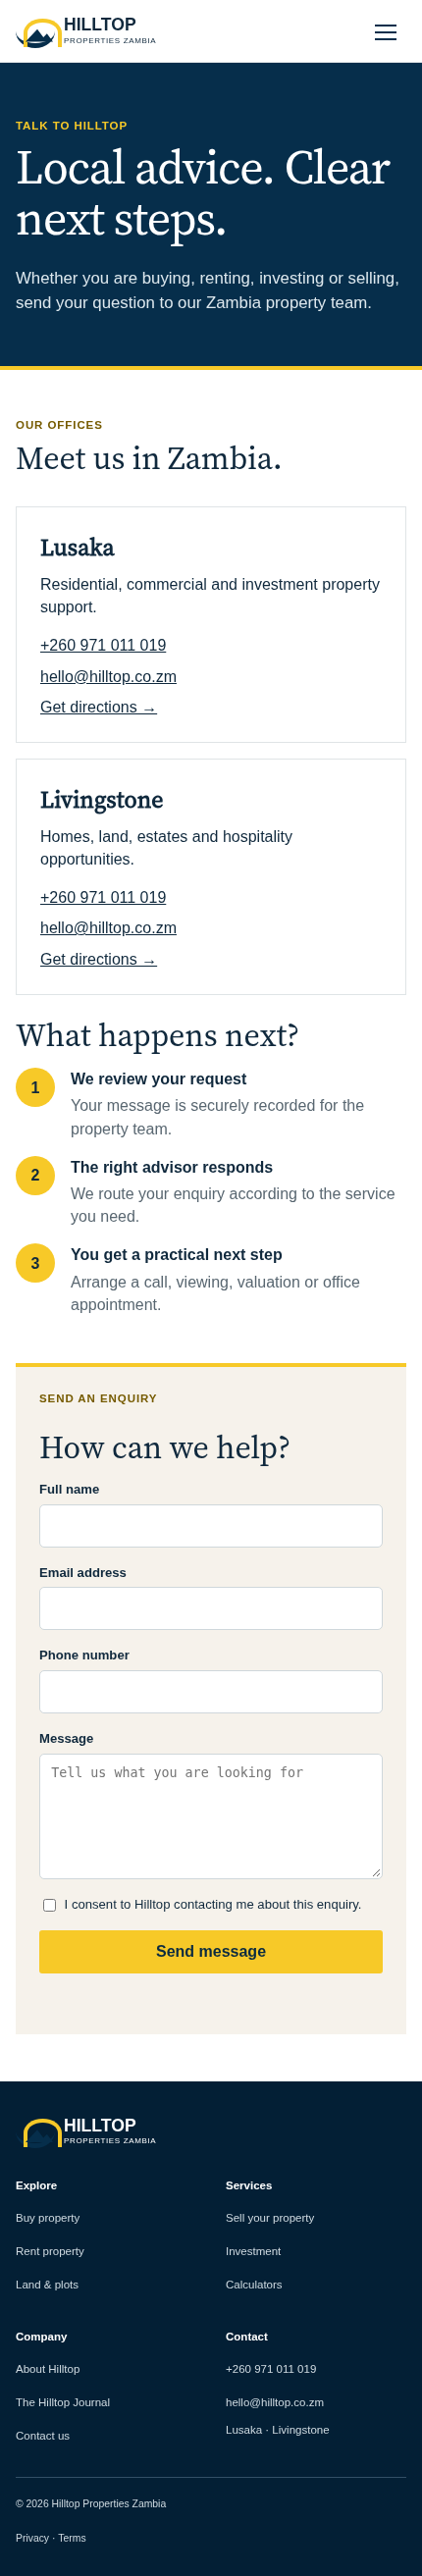 HILLTOP
PROPERTIES ZAMBIA
TALK TO HILLTOP
Local advice. Clear
next steps.
Whether you are buying, renting, investing or selling,
send your question to our Zambia property team.
OUR OFFICES
Meet us in Zambia.
Lusaka
Residential, commercial and investment property
support.
+260 971 011 019
hello@hilltop.co.zm
Get directions →
Livingstone
Homes, land, estates and hospitality
opportunities.
+260 971 011 019
hello@hilltop.co.zm
Get directions →
What happens next?
1
We review your request
Your message is securely recorded for the
property team.
2
The right advisor responds
We route your enquiry according to the service
you need.
3
You get a practical next step
Arrange a call, viewing, valuation or office
appointment.
SEND AN ENQUIRY
How can we help?
Full name
Email address
Phone number
Message
Tell us what you are looking for
I consent to Hilltop contacting me about this enquiry.
Send message
HILLTOP
PROPERTIES ZAMBIA
Explore
Buy property
Rent property
Land & plots
Services
Sell your property
Investment
Calculators
Company
About Hilltop
The Hilltop Journal
Contact us
Contact
+260 971 011 019
hello@hilltop.co.zm
Lusaka · Livingstone
© 2026 Hilltop Properties Zambia
Privacy · Terms